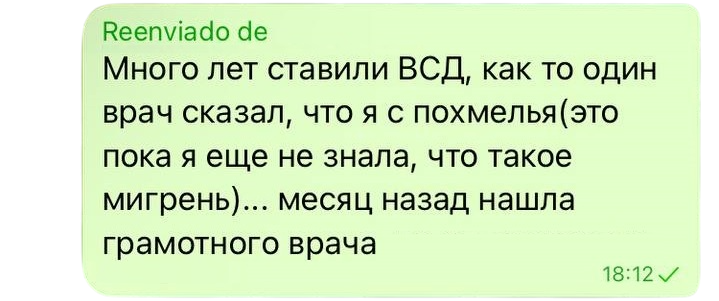 Reenviado de
Много лет ставили ВСД, как то один
врач сказал, что я с похмелья(это
пока я еще не знала, что такое
мигрень)... месяц назад нашла
грамотного врача
18:12